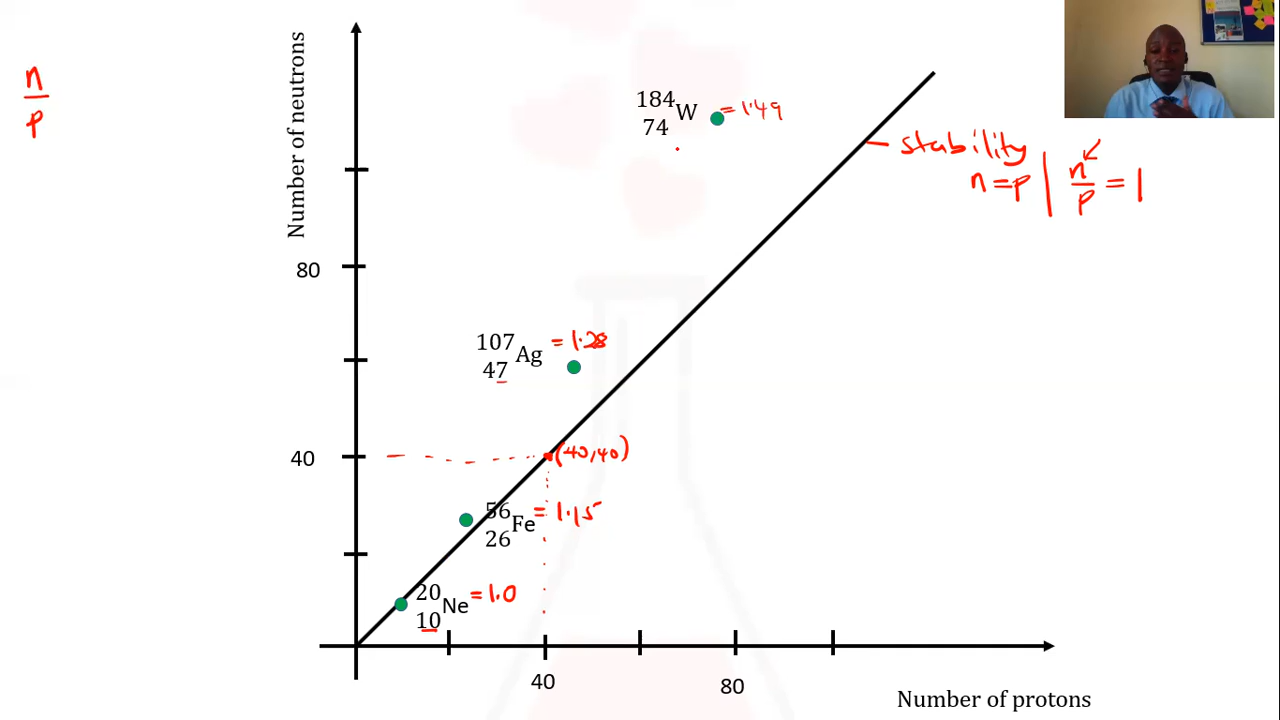 n
p
Number of neutrons
184
74
W
= 1.49
stability
n = p | n/p = 1
80
107
47
Ag
= 1.28
40
(40,40)
56
26
Fe
= 1.15
20
10
Ne
= 1.0
40
80
Number of protons